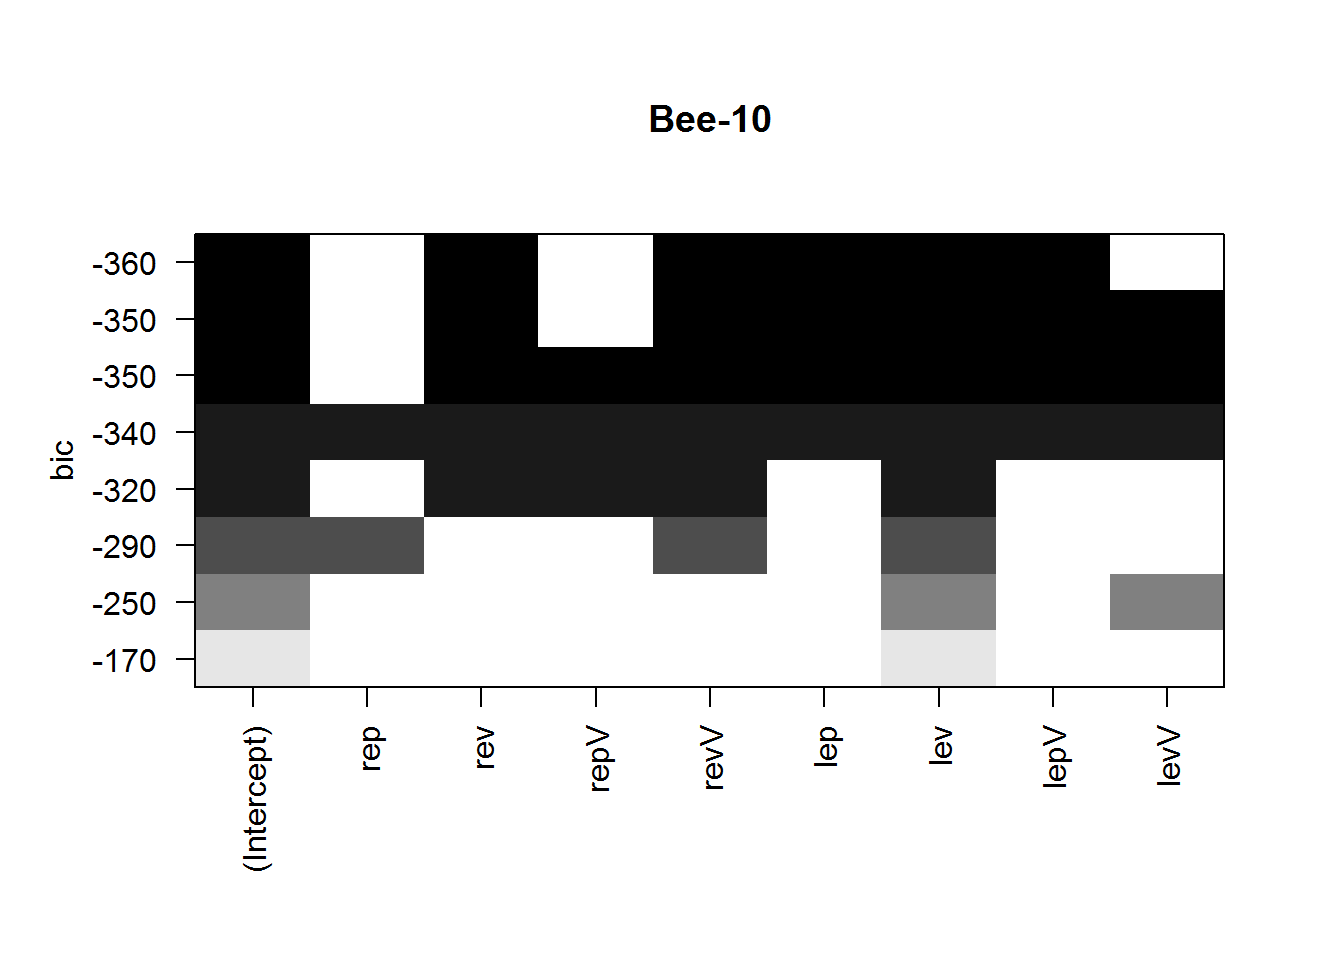 Bee-10
bic
-360
-350
-350
-340
-320
-290
-250
-170
(Intercept)
rep
rev
repV
revV
lep
lev
lepV
levV